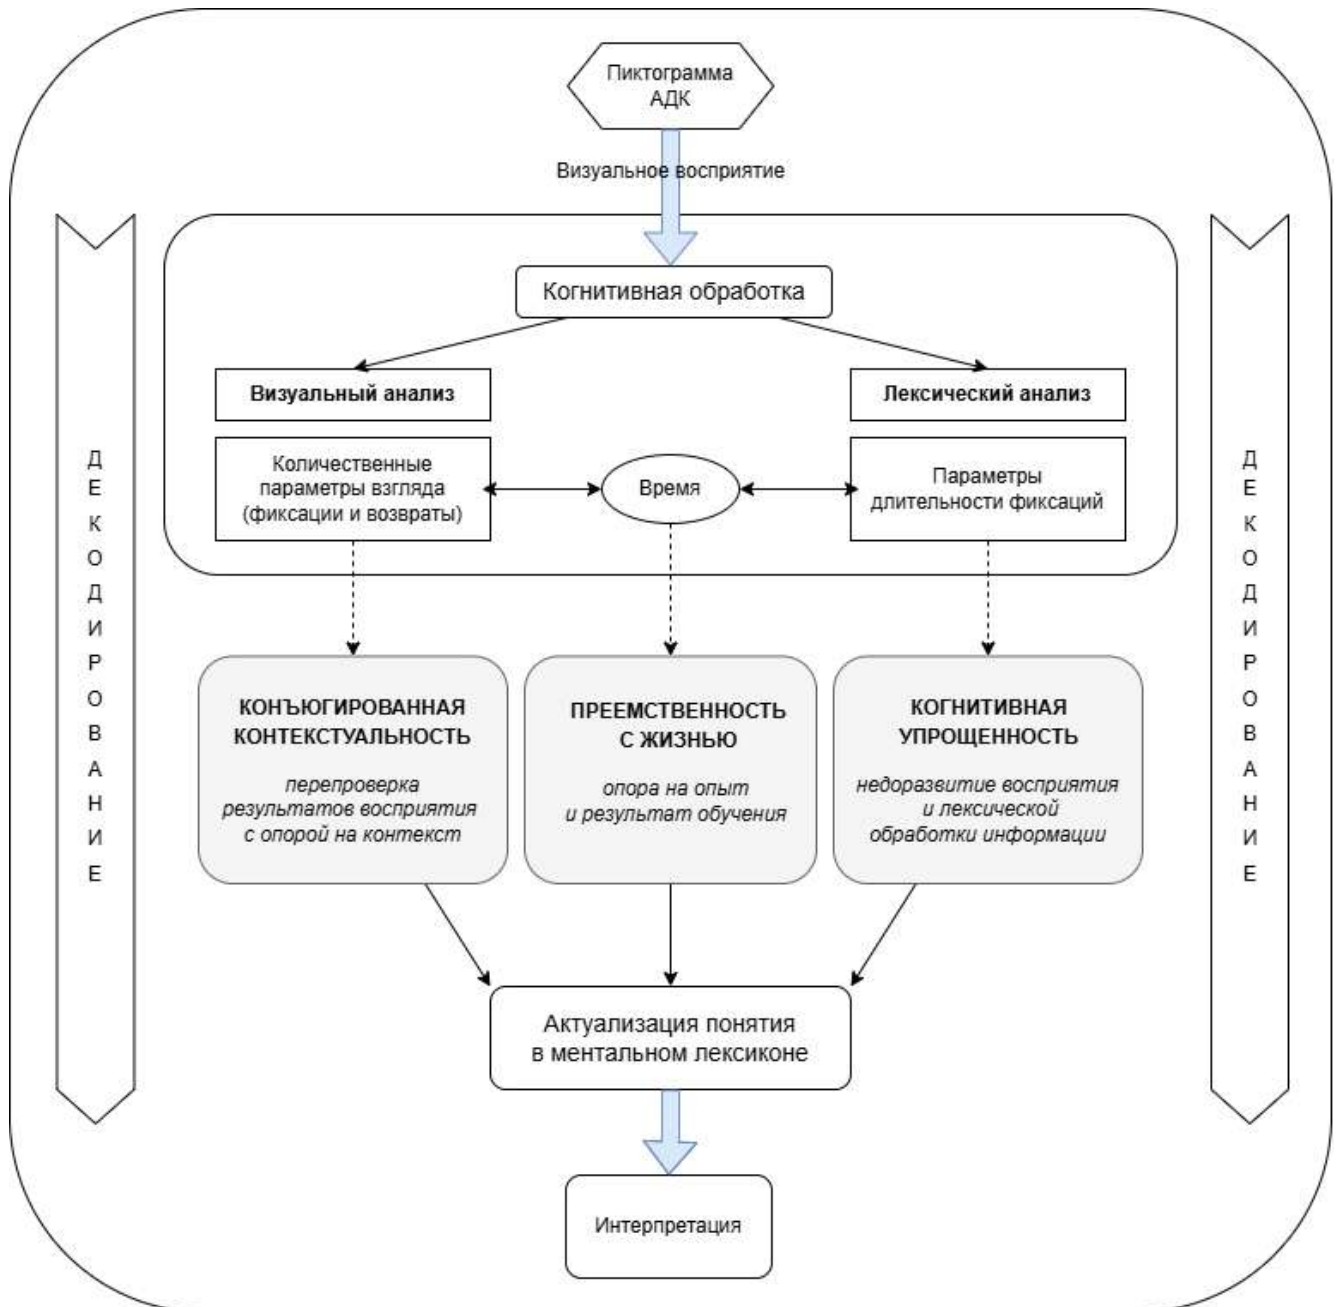 Пиктограмма
АДК
Визуальное восприятие
Когнитивная обработка
Визуальный анализ
Лексический анализ
Количественные
параметры взгляда
(фиксации и возвраты)
Время
Параметры
длительности фиксаций
ДЕКОДИРОВАНИЕ
ДЕКОДИРОВАНИЕ
КОНЪЮГИРОВАННАЯ
КОНТЕКСТУАЛЬНОСТЬ
перепроверка
результатов восприятия
с опорой на контекст
ПРЕЕМСТВЕННОСТЬ
С ЖИЗНЬЮ
опора на опыт
и результат обучения
КОГНИТИВНАЯ
УПРОЩЕННОСТЬ
недоразвитие восприятия
и лексической
обработки информации
Актуализация понятия
в ментальном лексиконе
Интерпретация